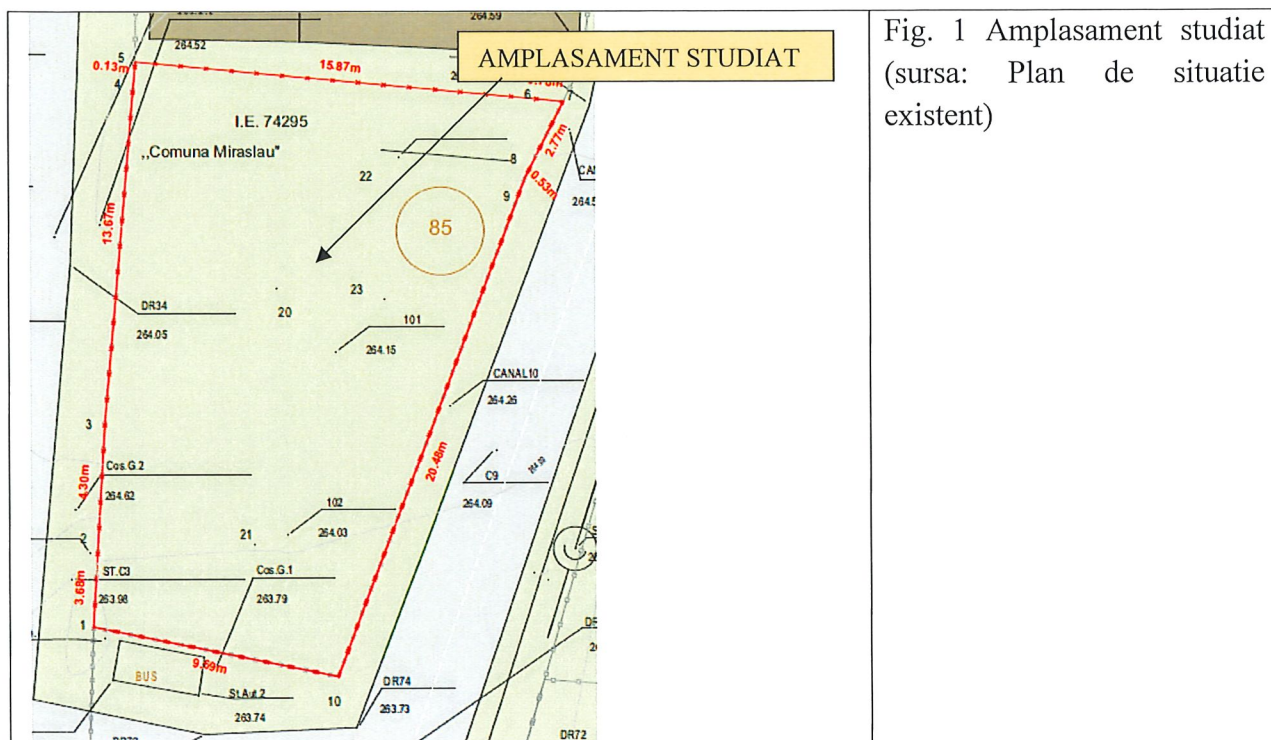 264.52
264.59
AMPLASAMENT STUDIAT
5
0.13m
4
15.87m
6
7
I.E. 74295
,,Comuna Miraslau"
2.77m
8
22
0.53m
9
264.5
85
13.67m
23
20
DR34
264.05
101
264.15
CANAL10
264.26
3
20.48m
Cos.G.2
4.30m
264.62
C9
264.09
102
264.03
21
2
ST.C3
Cos.G.1
3.68m
263.98
263.79
1
9.69m
BUS
St.Aut.2
263.74
10
DR74
263.73
DR72
Fig. 1 Amplasament studiat
(sursa: Plan de situatie
existent)